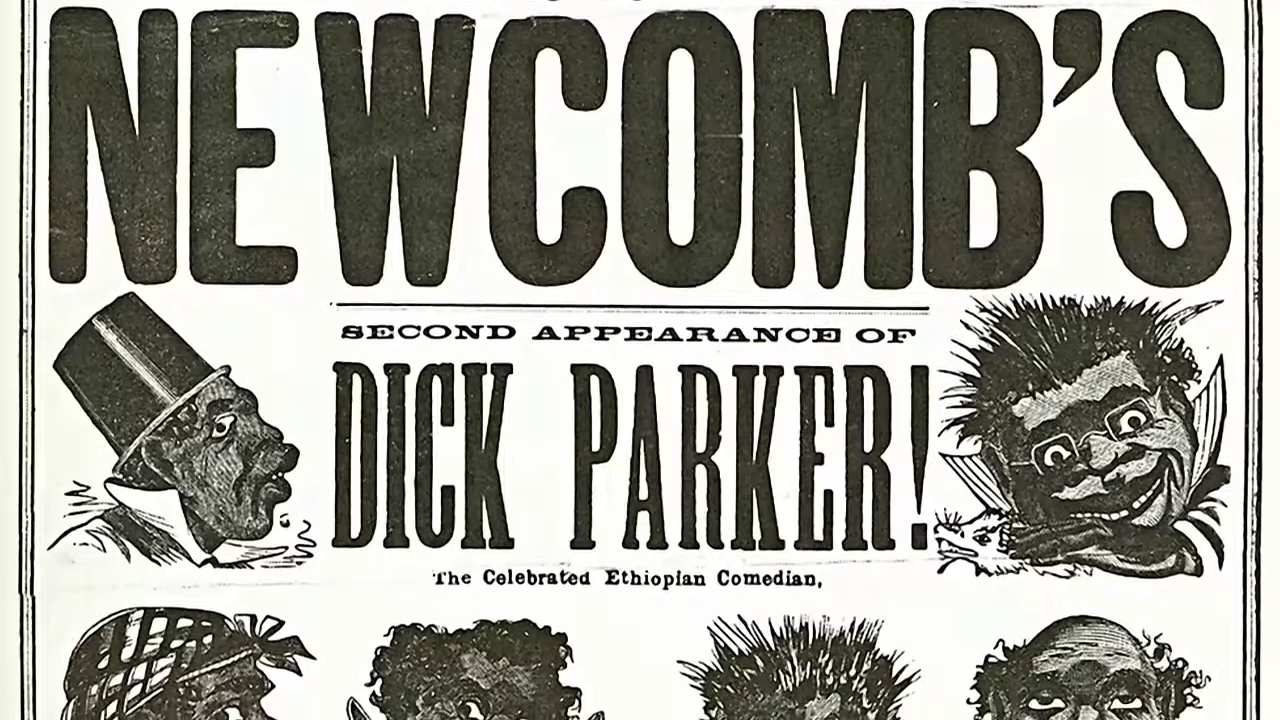 NEWCOMB'S
SECOND APPEARANCE OF
DICK PARKER!
The Celebrated Ethiopian Comedian,